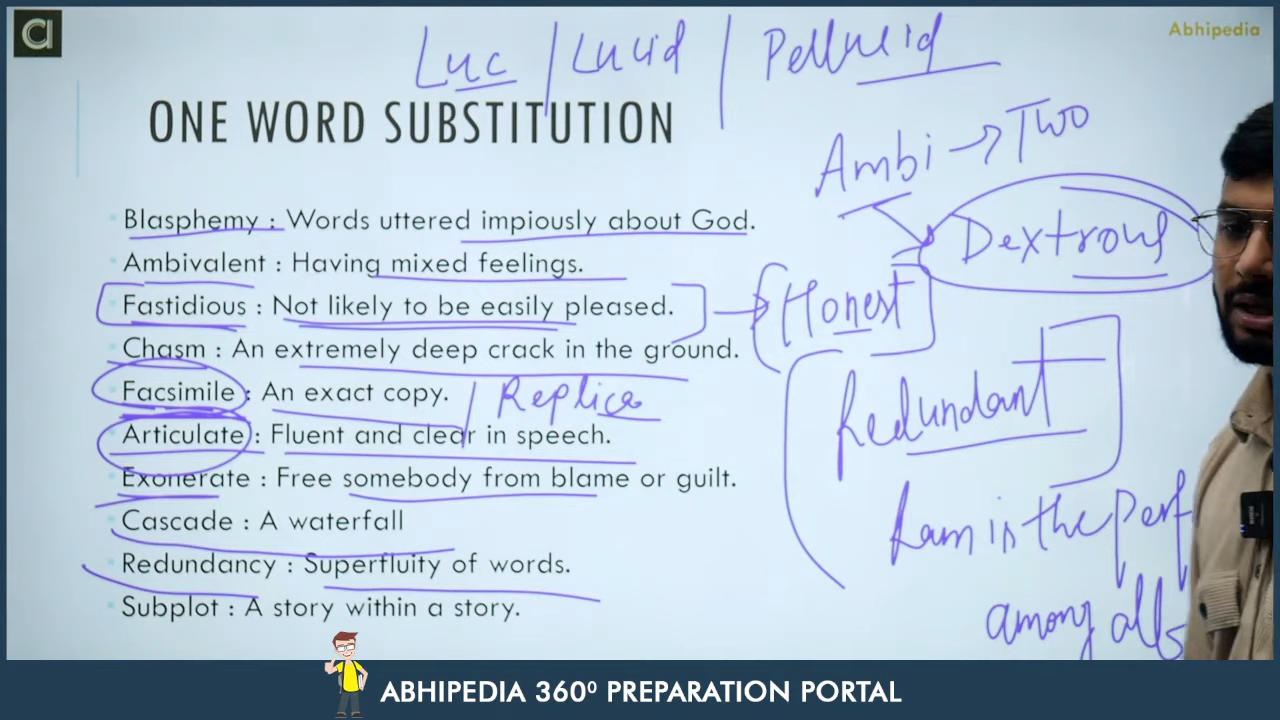 Abhipedia
Luc / Lucid / Pellucid
ONE WORD SUBSTITUTION
Ambi → Two
Dextrous
Blasphemy : Words uttered impiously about God.
Ambivalent : Having mixed feelings.
Fastidious : Not likely to be easily pleased.
Honest
Chasm : An extremely deep crack in the ground.
Facsimile : An exact copy. / Replica
Redundant
Articulate : Fluent and clear in speech.
Exonerate : Free somebody from blame or guilt.
Cascade : A waterfall
Ram is the perf
Redundancy : Superfluity of words.
Subplot : A story within a story.
among all
ABHIPEDIA 360⁰ PREPARATION PORTAL